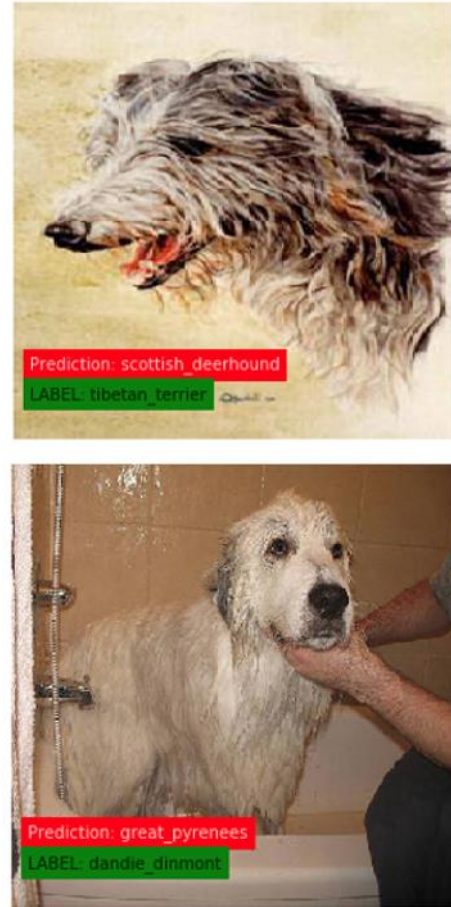 Prediction: scottish_deerhound
LABEL: tibetan_terrier
Prediction: great_pyrenees
LABEL: dandie_dinmont